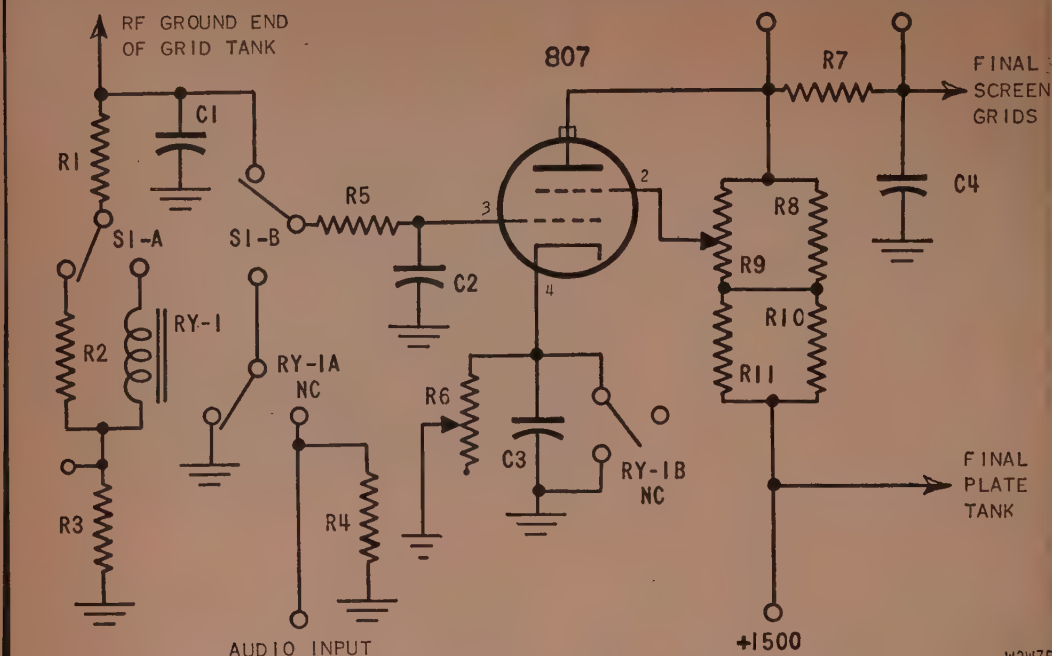 RF GROUND END
OF GRID TANK
807
R7
FINAL
SCREEN
GRIDS
C1
R1
2
R5
3
R8
C4
S1-A
S1-B
R9
C2
4
RY-1
R2
R10
RY-1A
NC
R6
R11
C3
RY-1B
NC
FINAL
PLATE
TANK
R3
R4
+1500
AUDIO INPUT